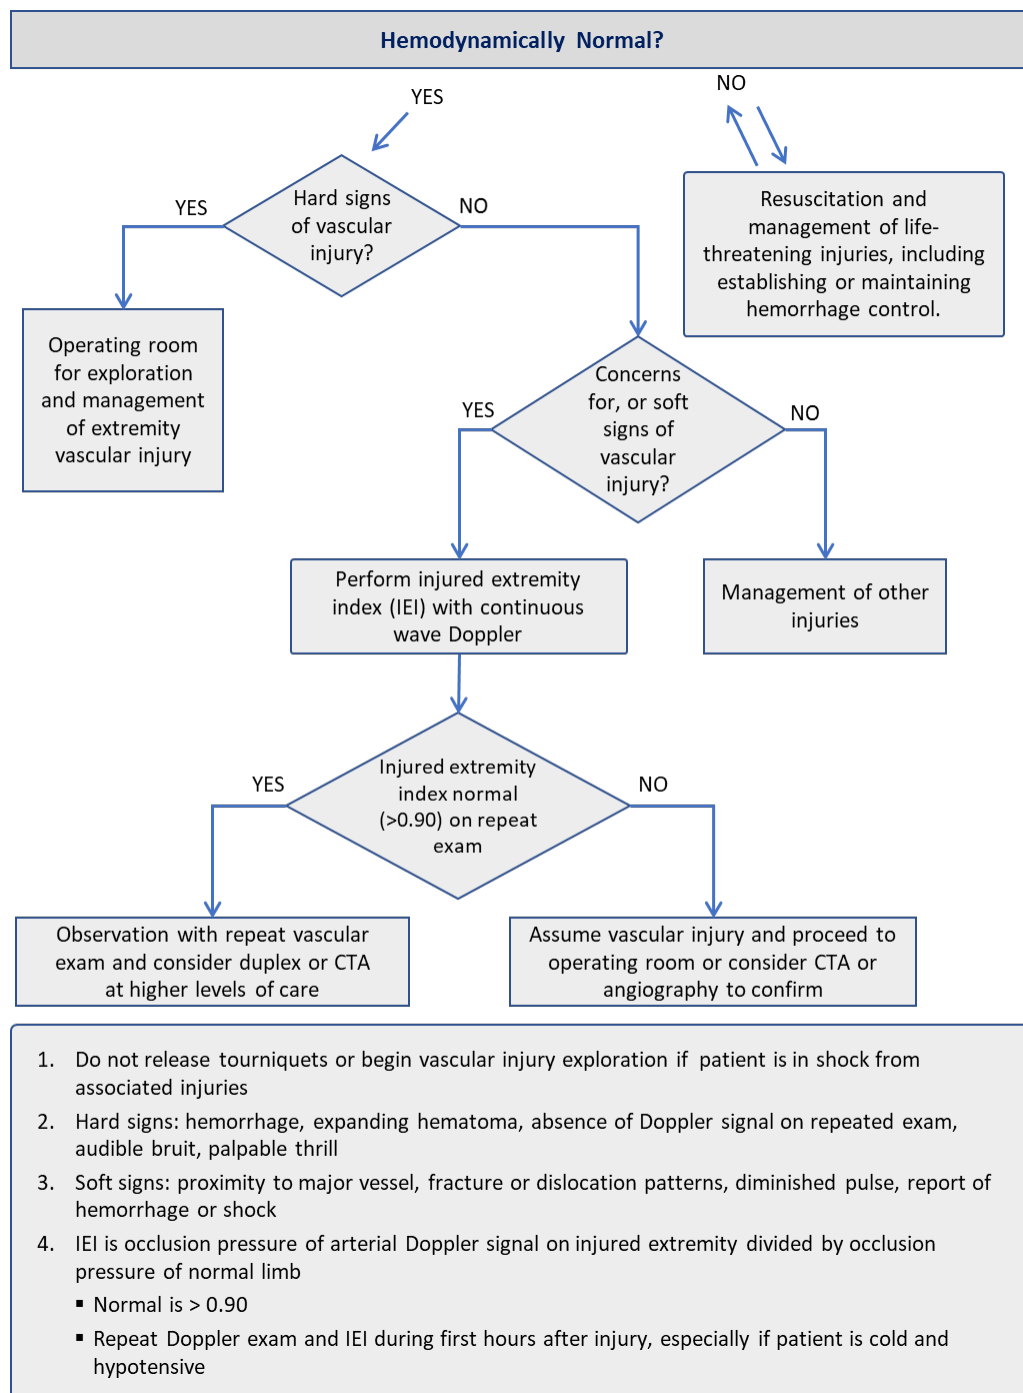 Hemodynamically Normal?
YES
NO
Hard signs
of vascular
injury?
YES
NO
Resuscitation and
management of life-
threatening injuries, including
establishing or maintaining
hemorrhage control.
Operating room
for exploration
and management
of extremity
vascular injury
Concerns
for, or soft
signs of
vascular
injury?
YES
NO
Perform injured extremity
index (IEI) with continuous
wave Doppler
Management of other
injuries
Injured extremity
index normal
(>0.90) on repeat
exam
YES
NO
Observation with repeat vascular
exam and consider duplex or CTA
at higher levels of care
Assume vascular injury and proceed to
operating room or consider CTA or
angiography to confirm
1. Do not release tourniquets or begin vascular injury exploration if patient is in shock from
associated injuries
2. Hard signs: hemorrhage, expanding hematoma, absence of Doppler signal on repeated exam,
audible bruit, palpable thrill
3. Soft signs: proximity to major vessel, fracture or dislocation patterns, diminished pulse, report of
hemorrhage or shock
4. IEI is occlusion pressure of arterial Doppler signal on injured extremity divided by occlusion
pressure of normal limb
▪ Normal is > 0.90
▪ Repeat Doppler exam and IEI during first hours after injury, especially if patient is cold and
hypotensive